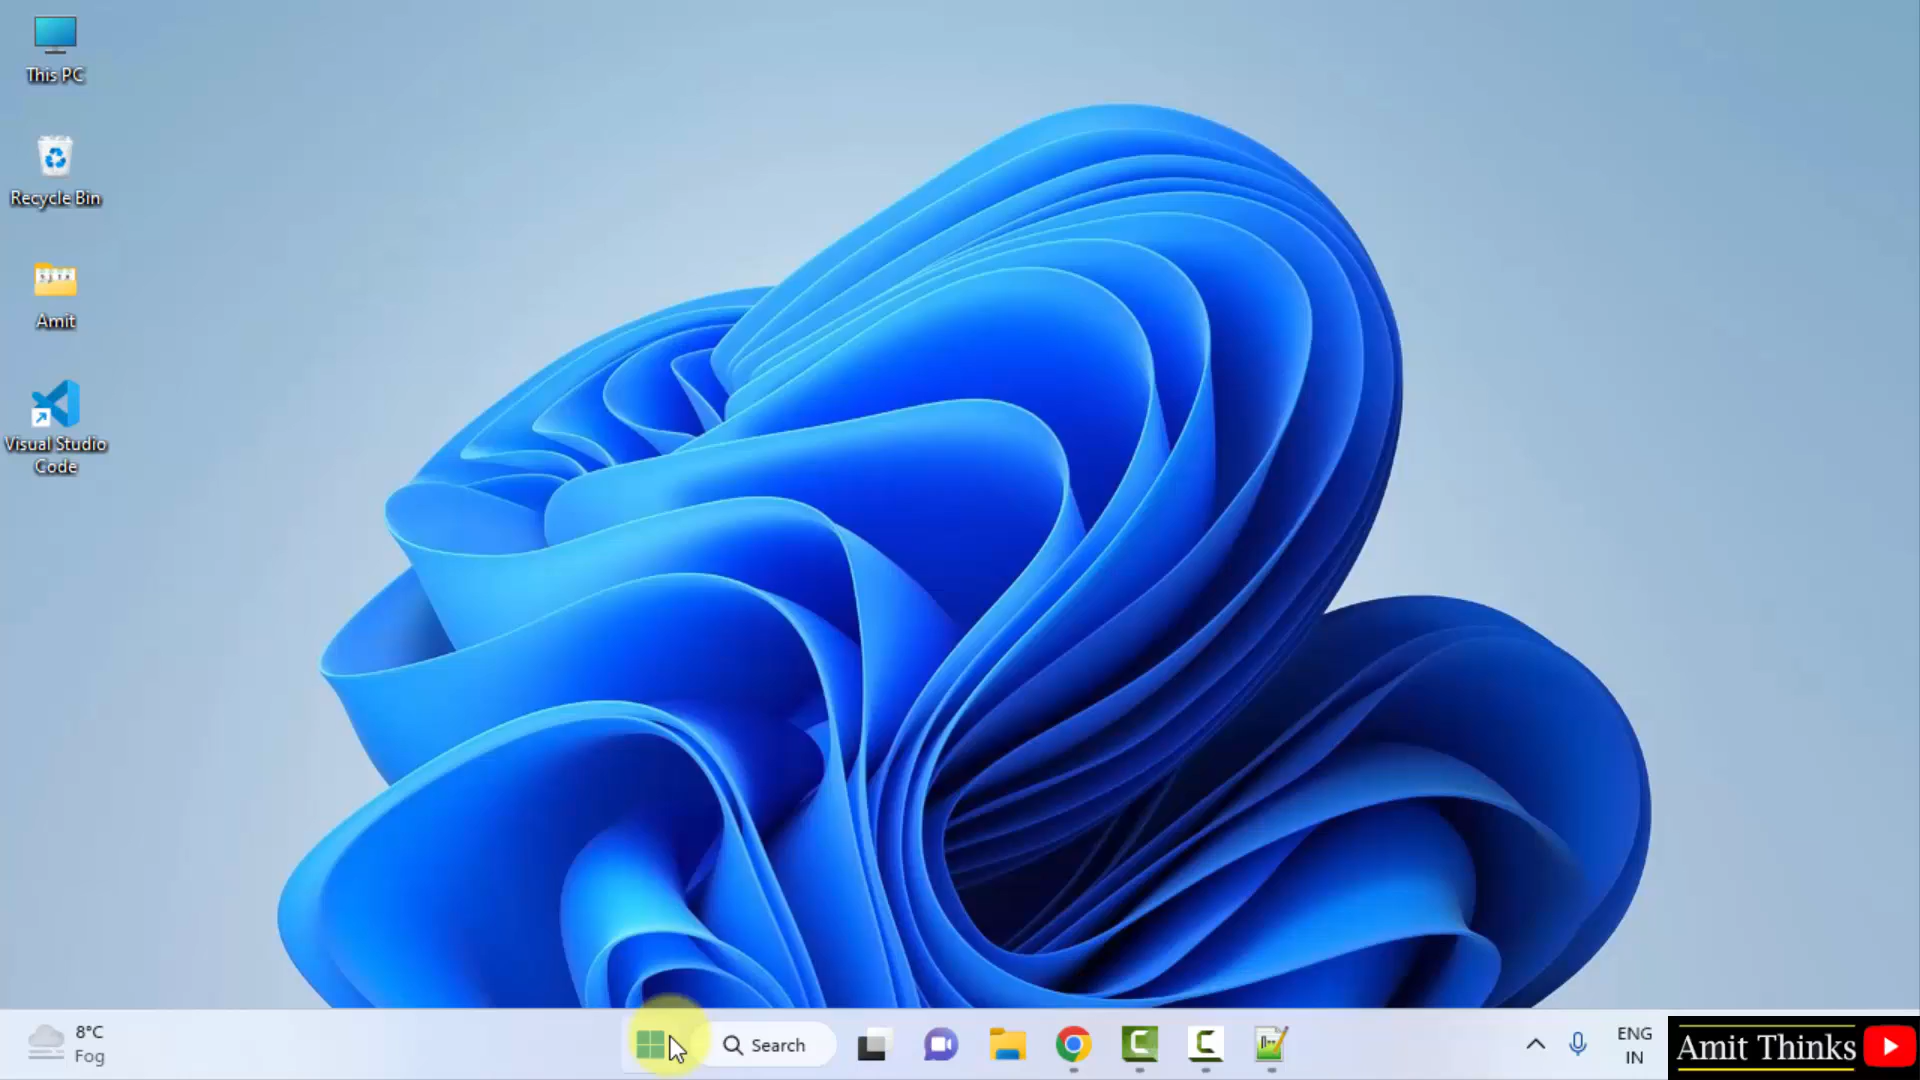 This PC
Recycle Bin
Amit
Visual Studio
Code
8°C
Fog
Search
ENG
IN
Amit Thinks